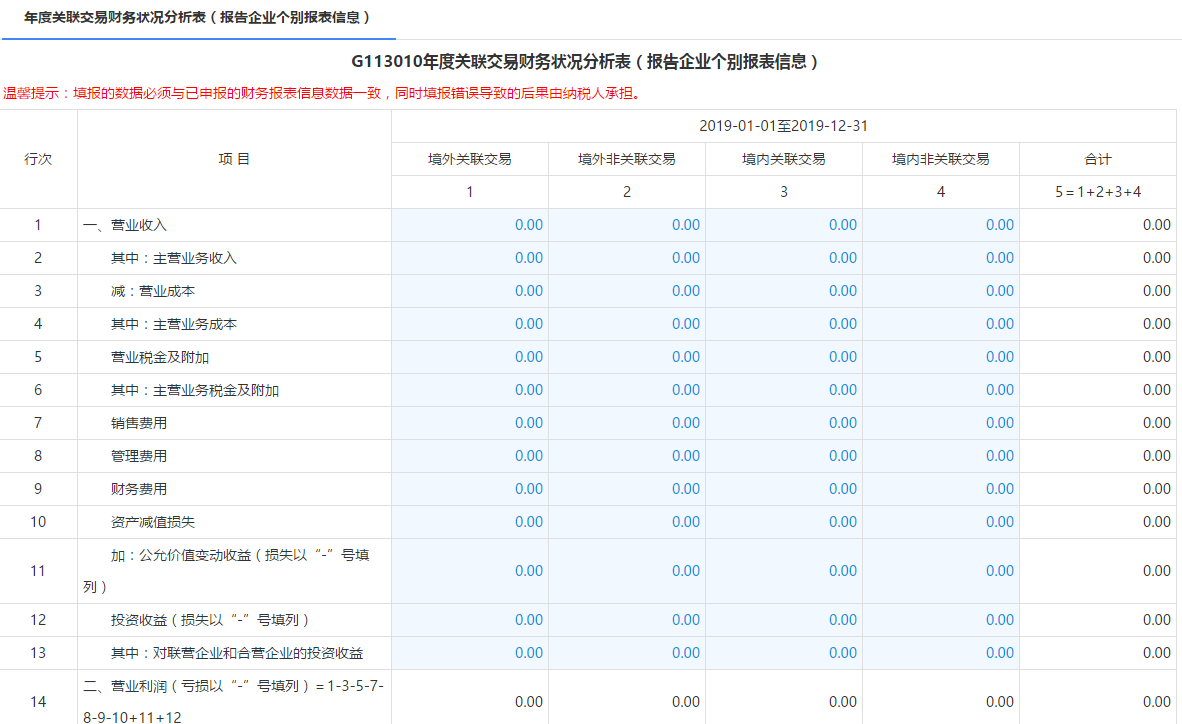 年度关联交易财务状况分析表（报告企业个别报表信息）
G113010年度关联交易财务状况分析表（报告企业个别报表信息）
温馨提示：填报的数据必须与已申报的财务报表信息数据一致，同时填报错误导致的后果由纳税人承担。
行次 项 目 2019-01-01至2019-12-31
境外关联交易 境外非关联交易 境内关联交易 境内非关联交易 合计
1 2 3 4 5＝1+2+3+4
1 一、营业收入 0.00 0.00 0.00 0.00 0.00
2 其中：主营业务收入 0.00 0.00 0.00 0.00 0.00
3 减：营业成本 0.00 0.00 0.00 0.00 0.00
4 其中：主营业务成本 0.00 0.00 0.00 0.00 0.00
5 营业税金及附加 0.00 0.00 0.00 0.00 0.00
6 其中：主营业务税金及附加 0.00 0.00 0.00 0.00 0.00
7 销售费用 0.00 0.00 0.00 0.00 0.00
8 管理费用 0.00 0.00 0.00 0.00 0.00
9 财务费用 0.00 0.00 0.00 0.00 0.00
10 资产减值损失 0.00 0.00 0.00 0.00 0.00
11 加：公允价值变动收益（损失以“-”号填
列） 0.00 0.00 0.00 0.00 0.00
12 投资收益（损失以“-”号填列） 0.00 0.00 0.00 0.00 0.00
13 其中：对联营企业和合营企业的投资收益 0.00 0.00 0.00 0.00 0.00
14 二、营业利润（亏损以“-”号填列）＝1-3-5-7-
8-9-10+11+12 0.00 0.00 0.00 0.00 0.00